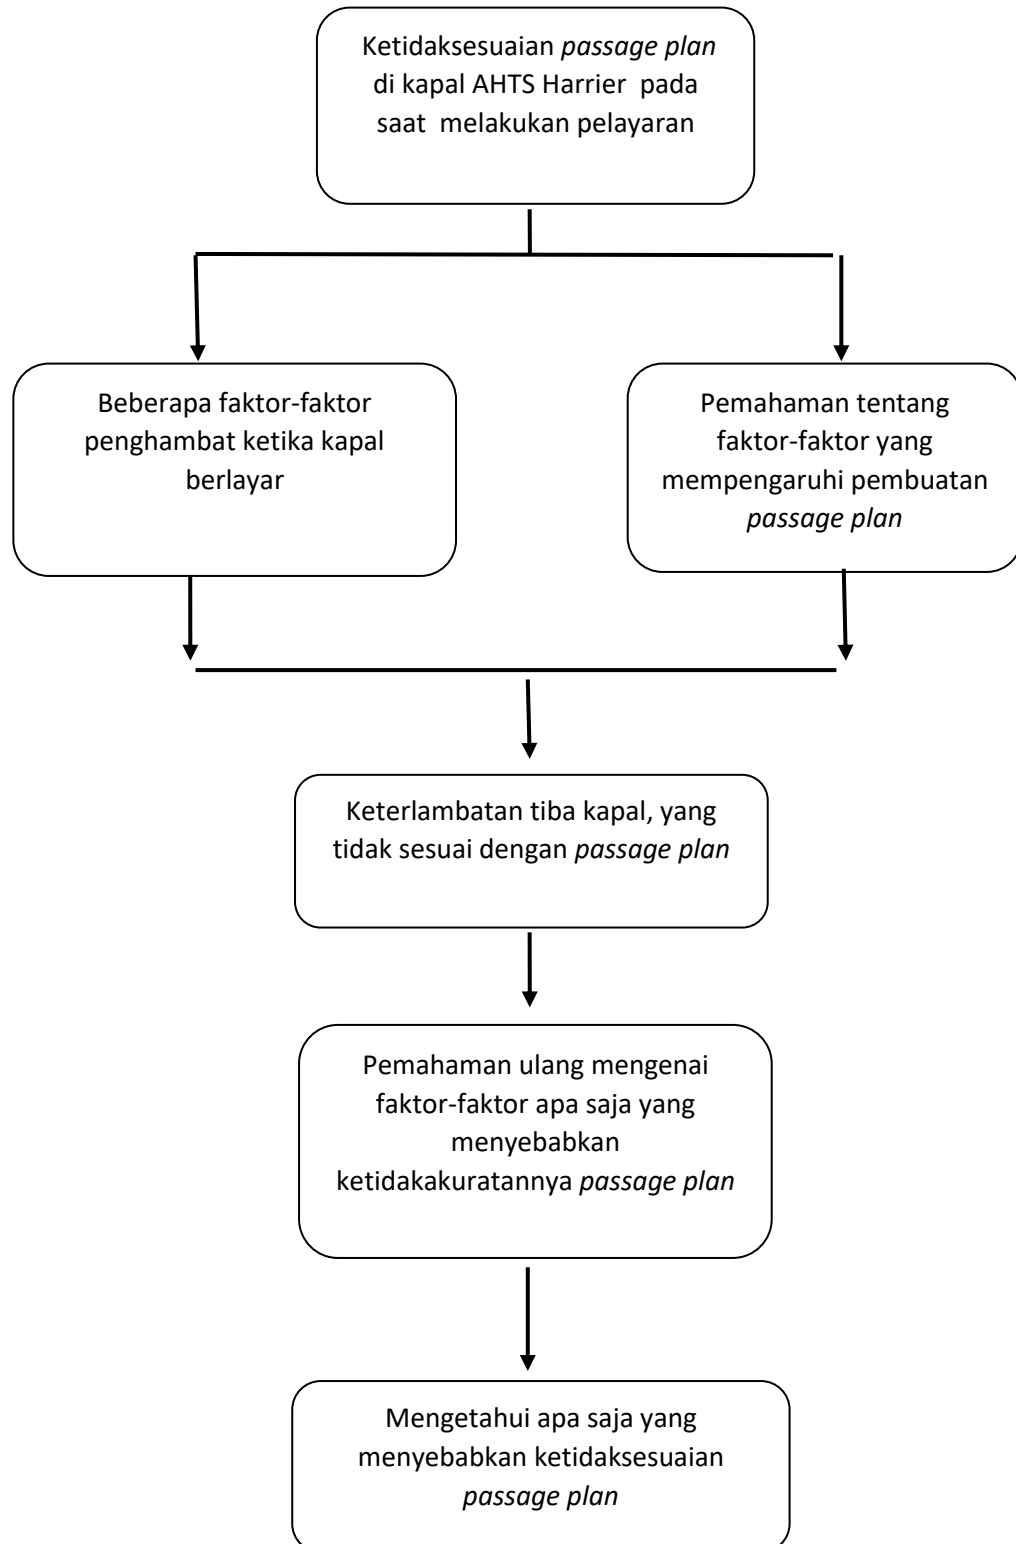 Ketidaksesuaian passage plan
di kapal AHTS Harrier pada
saat melakukan pelayaran
Beberapa faktor-faktor
penghambat ketika kapal
berlayar
Pemahaman tentang
faktor-faktor yang
mempengaruhi pembuatan
passage plan
Keterlambatan tiba kapal, yang
tidak sesuai dengan passage plan
Pemahaman ulang mengenai
faktor-faktor apa saja yang
menyebabkan
ketidakakuratannya passage plan
Mengetahui apa saja yang
menyebabkan ketidaksesuaian
passage plan